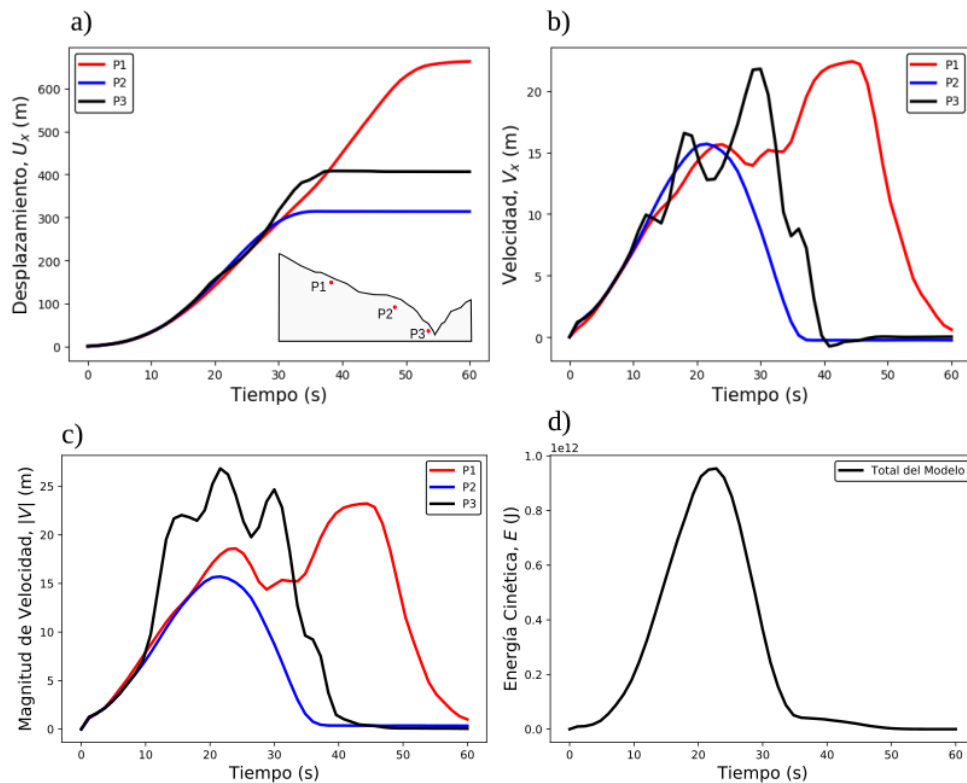 a)
P1
P2
P3
Desplazamiento, U_x (m)
600
500
400
300
200
100
0
P1
P2
P3
0 10 20 30 40 50 60
Tiempo (s)
b)
P1
P2
P3
Velocidad, V_x (m)
20
15
10
5
0
0 10 20 30 40 50 60
Tiempo (s)
c)
P1
P2
P3
Magnitud de Velocidad, |V| (m)
25
20
15
10
5
0
0 10 20 30 40 50 60
Tiempo (s)
d)
1e12
Total del Modelo
Energía Cinética, E (J)
1.0
0.8
0.6
0.4
0.2
0.0
0 10 20 30 40 50 60
Tiempo (s)